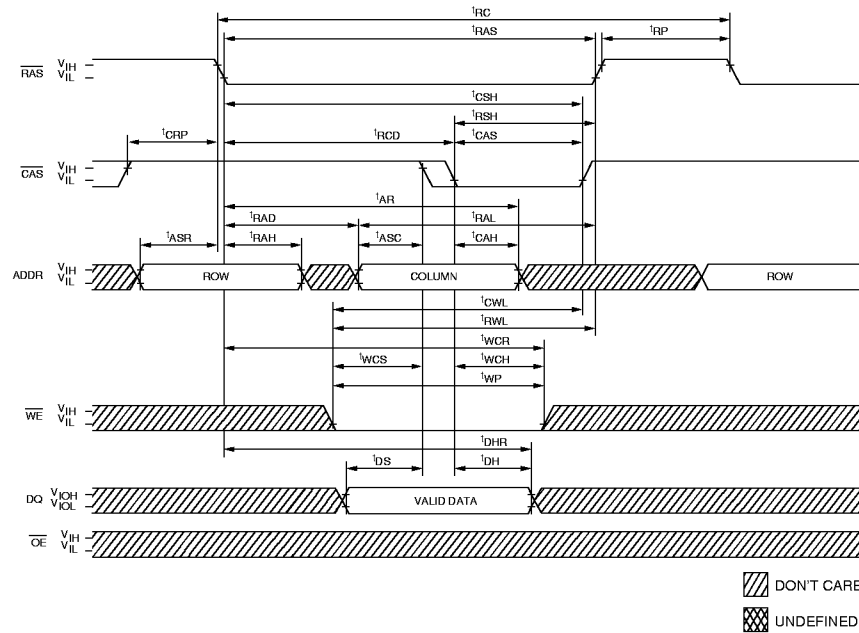 tRC
tRAS
tRP
RAS VIH
VIL
tCSH
tRSH
tCRP
tRCD
tCAS
CAS VIH
VIL
tAR
tRAD
tRAL
tASR
tRAH
tASC
tCAH
ADDR VIH
VIL
ROW
COLUMN
ROW
tCWL
tRWL
tWCR
tWCS
tWCH
tWP
WE VIH
VIL
tDHR
tDS
tDH
DQ VIOH
VIOL
VALID DATA
OE VIH
VIL
DON'T CARE
UNDEFINED